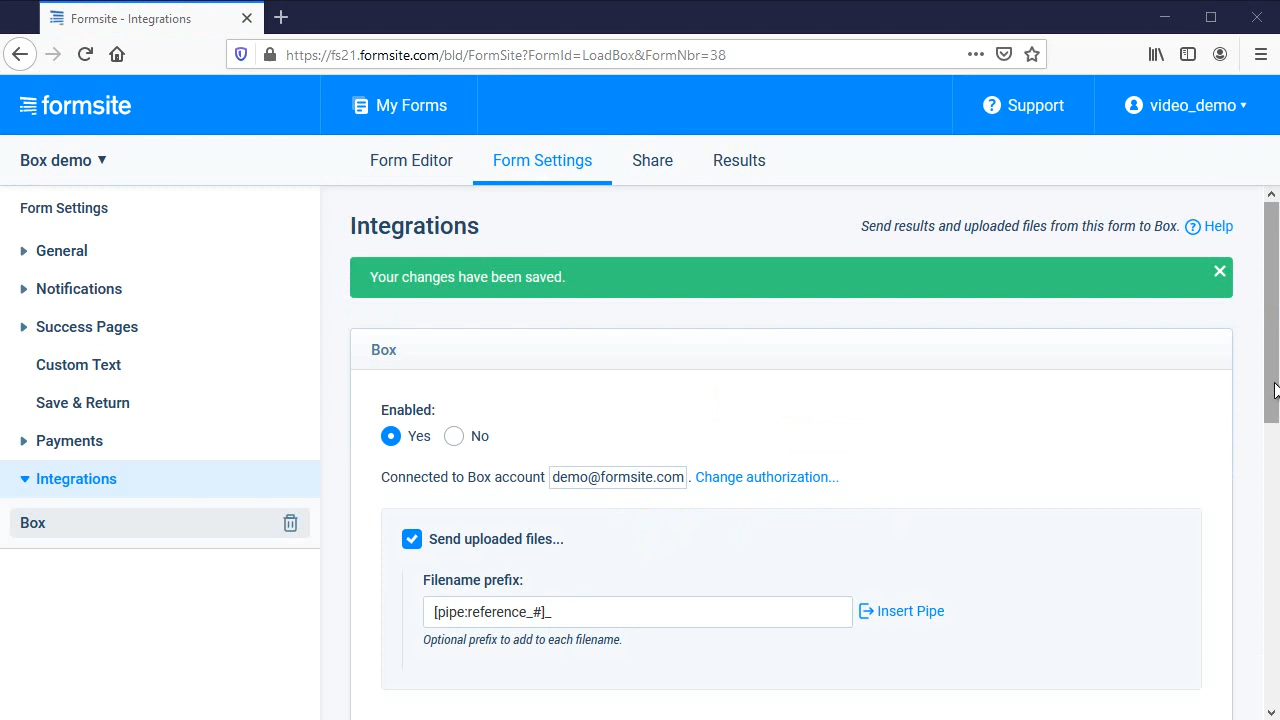 Formsite - Integrations
https://fs21.formsite.com/bld/FormSite?FormId=LoadBox&FormNbr=38
formsite
My Forms
Support
video_demo
Box demo
Form Editor
Form Settings
Share
Results
Form Settings
General
Notifications
Success Pages
Custom Text
Save & Return
Payments
Integrations
Box
Integrations
Send results and uploaded files from this form to Box. Help
Your changes have been saved.
Box
Enabled:
Yes No
Connected to Box account demo@formsite.com. Change authorization...
Send uploaded files...
Filename prefix:
[pipe:reference_#]_ Insert Pipe
Optional prefix to add to each filename.